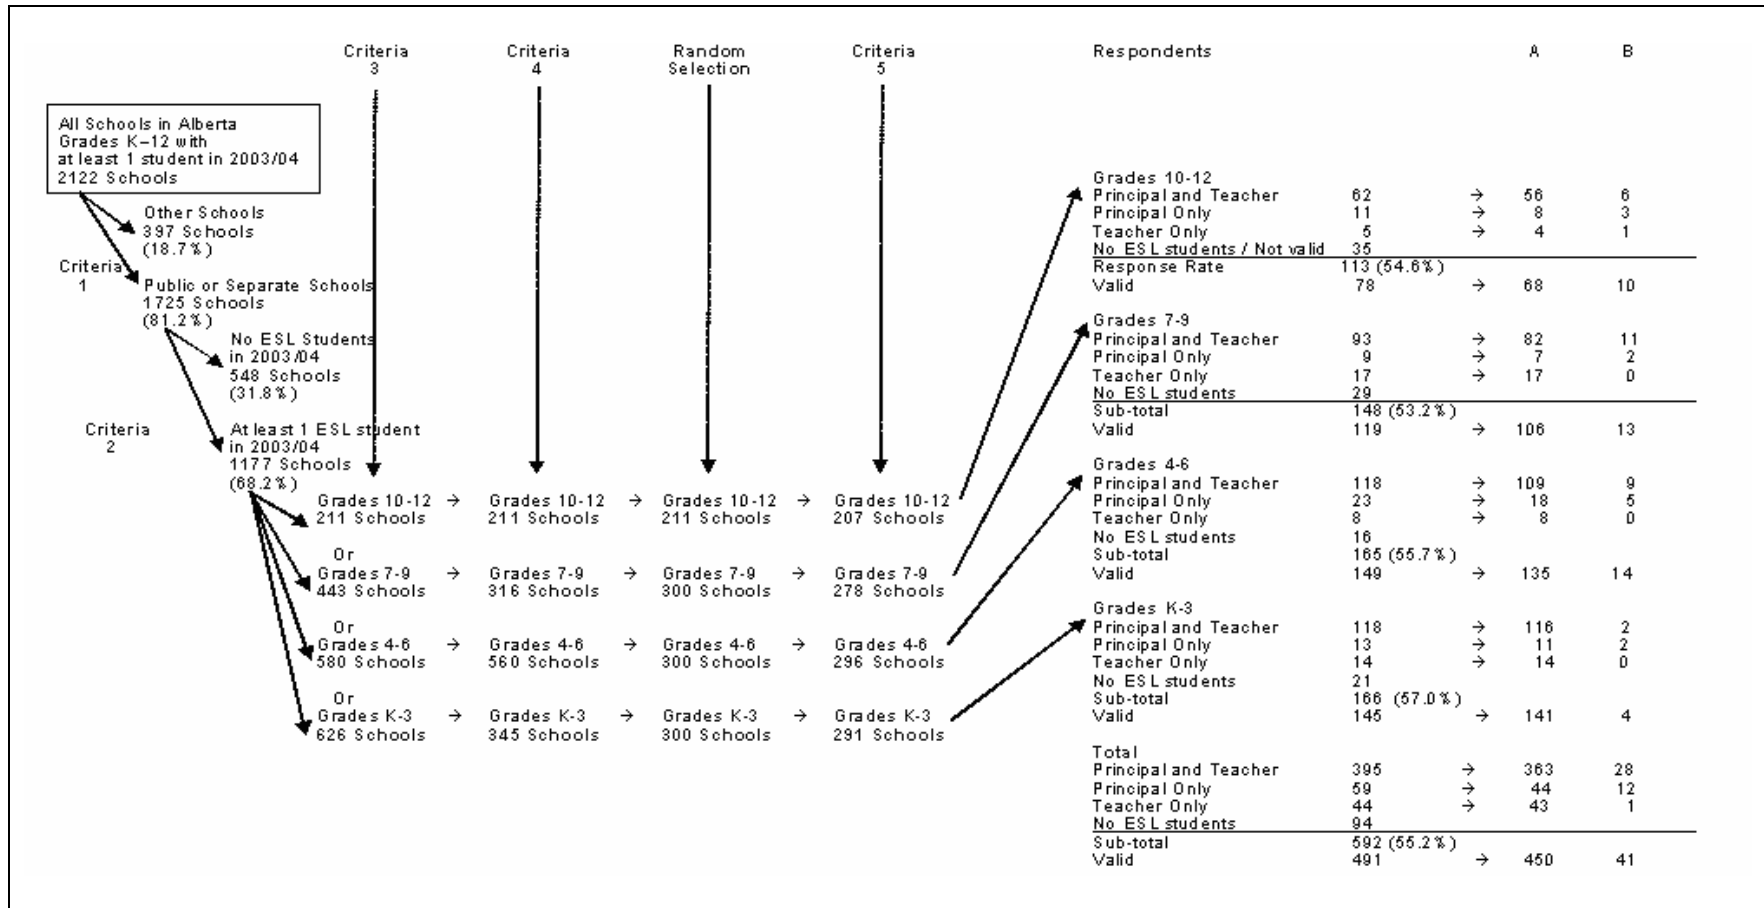 Criteria 3
Criteria 4
Random Selection
Criteria 5
Respondents A B
All Schools in Alberta
Grades K–12 with
at least 1 student in 2003/04
2122 Schools
Other Schools
397 Schools
(18.7%)
Criteria
1
Public or Separate Schools
1725 Schools
(81.2%)
No ESL Students
in 2003/04
548 Schools
(31.8%)
Criteria
2
At least 1 ESL student
in 2003/04
1177 Schools
(68.2%)
Grades 10-12 → Grades 10-12 → Grades 10-12 → Grades 10-12
211 Schools 211 Schools 211 Schools 207 Schools
Or
Grades 7-9 → Grades 7-9 → Grades 7-9 → Grades 7-9
443 Schools 316 Schools 300 Schools 278 Schools
Or
Grades 4-6 → Grades 4-6 → Grades 4-6 → Grades 4-6
580 Schools 560 Schools 300 Schools 296 Schools
Or
Grades K-3 → Grades K-3 → Grades K-3 → Grades K-3
626 Schools 345 Schools 300 Schools 291 Schools
Grades 10-12
Principal and Teacher 62 → 56 6
Principal Only 11 → 8 3
Teacher Only 5 → 4 1
No ESL students / Not valid 35
Response Rate 113 (54.6%)
Valid 78 → 68 10
Grades 7-9
Principal and Teacher 93 → 82 11
Principal Only 9 → 7 2
Teacher Only 17 → 17 0
No ESL students 29
Sub-total 148 (53.2%)
Valid 119 → 106 13
Grades 4-6
Principal and Teacher 118 → 109 9
Principal Only 23 → 18 5
Teacher Only 8 → 8 0
No ESL students 16
Sub-total 165 (55.7%)
Valid 149 → 135 14
Grades K-3
Principal and Teacher 118 → 116 2
Principal Only 13 → 11 2
Teacher Only 14 → 14 0
No ESL students 21
Sub-total 166 (57.0%)
Valid 145 → 141 4
Total
Principal and Teacher 395 → 363 28
Principal Only 59 → 44 12
Teacher Only 44 → 43 1
No ESL students 94
Sub-total 592 (55.2%)
Valid 491 → 450 41